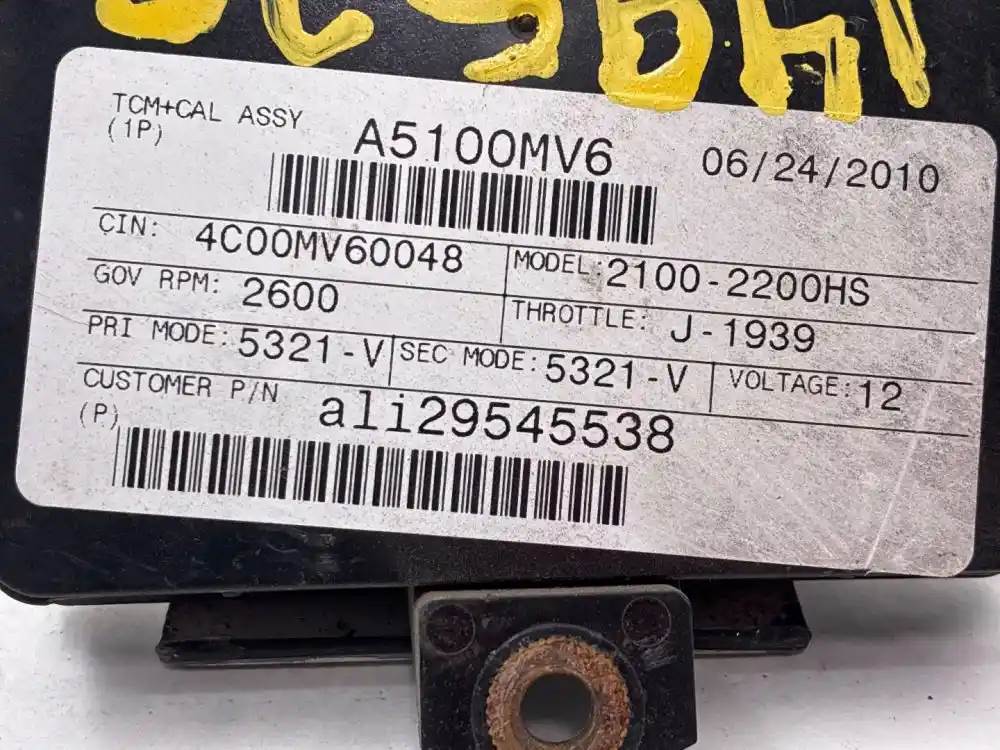 TCM+CAL ASSY A5100MV6 06/24/2010
(1P)
CIN: 4C00MV60048 MODEL: 2100-2200HS
GOV RPM: 2600 THROTTLE: J-1939
PRI MODE: 5321-V SEC MODE: 5321-V VOLTAGE: 12
CUSTOMER P/N ali29545538
(P)